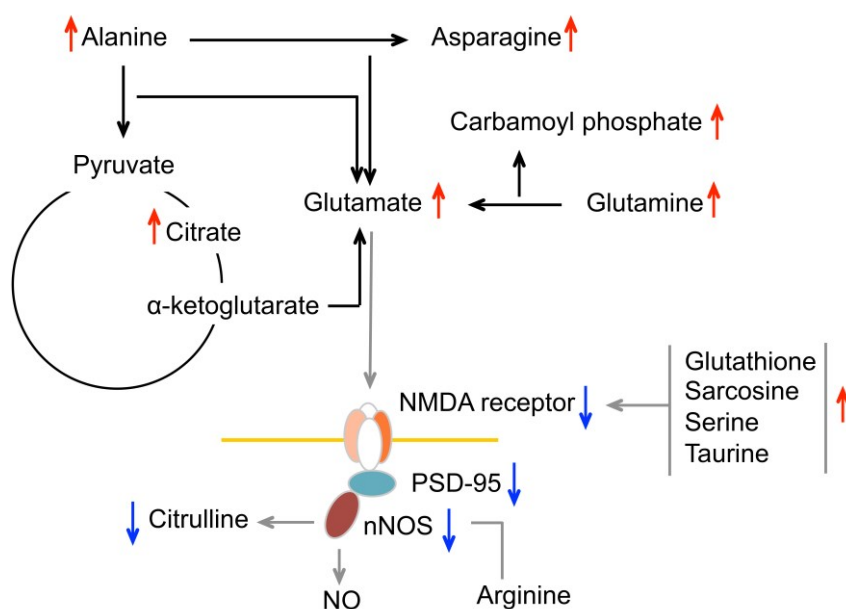 Alanine
Asparagine
Carbamoyl phosphate
Pyruvate
Glutamate
Glutamine
Citrate
α-ketoglutarate
Glutathione
Sarcosine
Serine
Taurine
NMDA receptor
PSD-95
Citrulline
nNOS
NO
Arginine